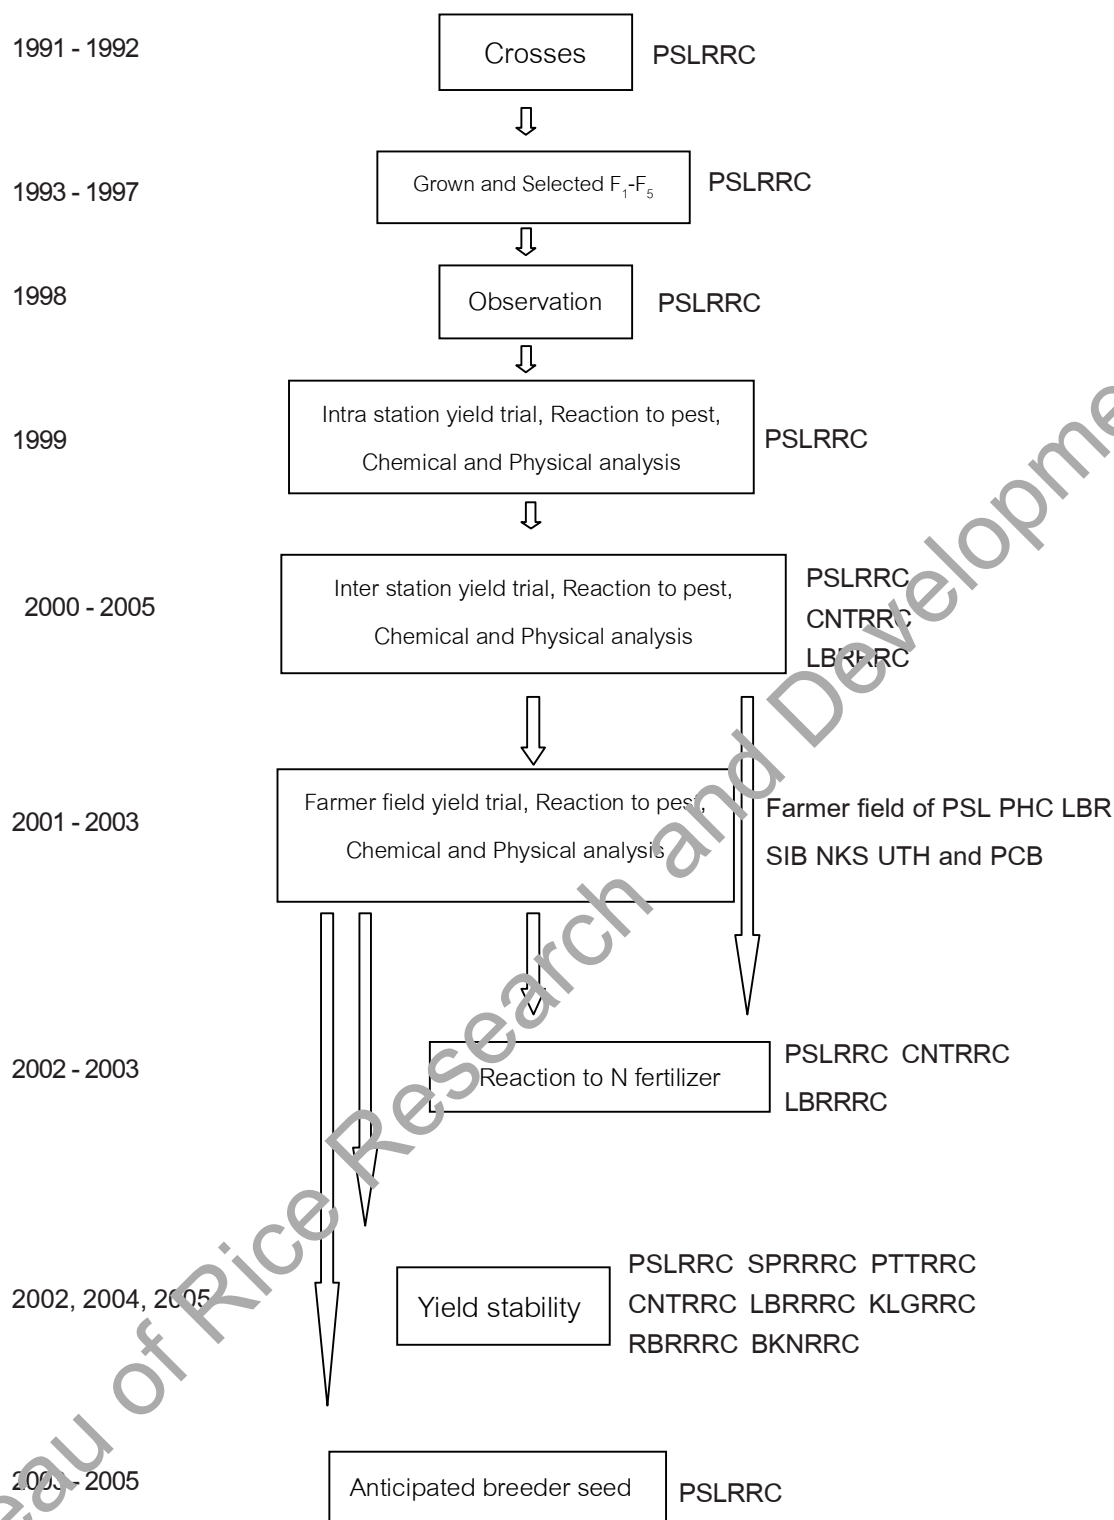 1991 - 1992
Crosses
PSLRRC
1993 - 1997
Grown and Selected F₁-F₅
PSLRRC
1998
Observation
PSLRRC
1999
Intra station yield trial, Reaction to pest,
Chemical and Physical analysis
PSLRRC
2000 - 2005
Inter station yield trial, Reaction to pest,
Chemical and Physical analysis
PSLRRC
CNTRRC
LBRRRC
2001 - 2003
Farmer field yield trial, Reaction to pest,
Chemical and Physical analysis
Farmer field of PSL PHC LBR
SIB NKS UTH and PCB
2002 - 2003
Reaction to N fertilizer
PSLRRC CNTRRC
LBRRRC
2002, 2004, 2005
Yield stability
PSLRRC SPRRRC PTTRRC
CNTRRC LBRRRC KLGRRC
RBRRRC BKNRRC
2003 - 2005
Anticipated breeder seed
PSLRRC
eau of Rice Research and Developme